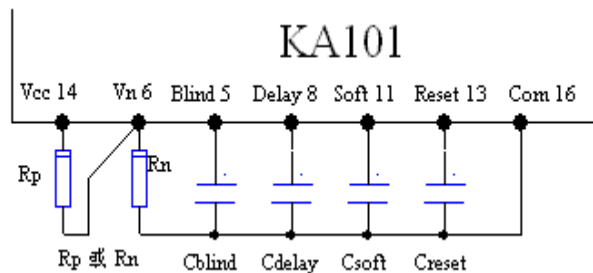 KA101
Vcc 14 Vn 6 Blind 5 Delay 8 Soft 11 Reset 13 Com 16
Rp Rn
Rp 或 Rn Cblind Cdelay Csoft Creset